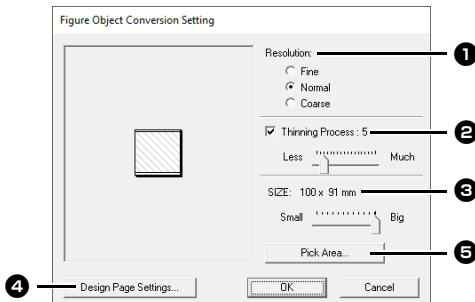 Figure Object Conversion Setting
Resolution:
1
Fine
Normal
Coarse
Thinning Process : 5
2
Less
Much
SIZE: 100 x 91 mm
3
Small
Big
Pick Area...
5
4
Design Page Settings...
OK
Cancel